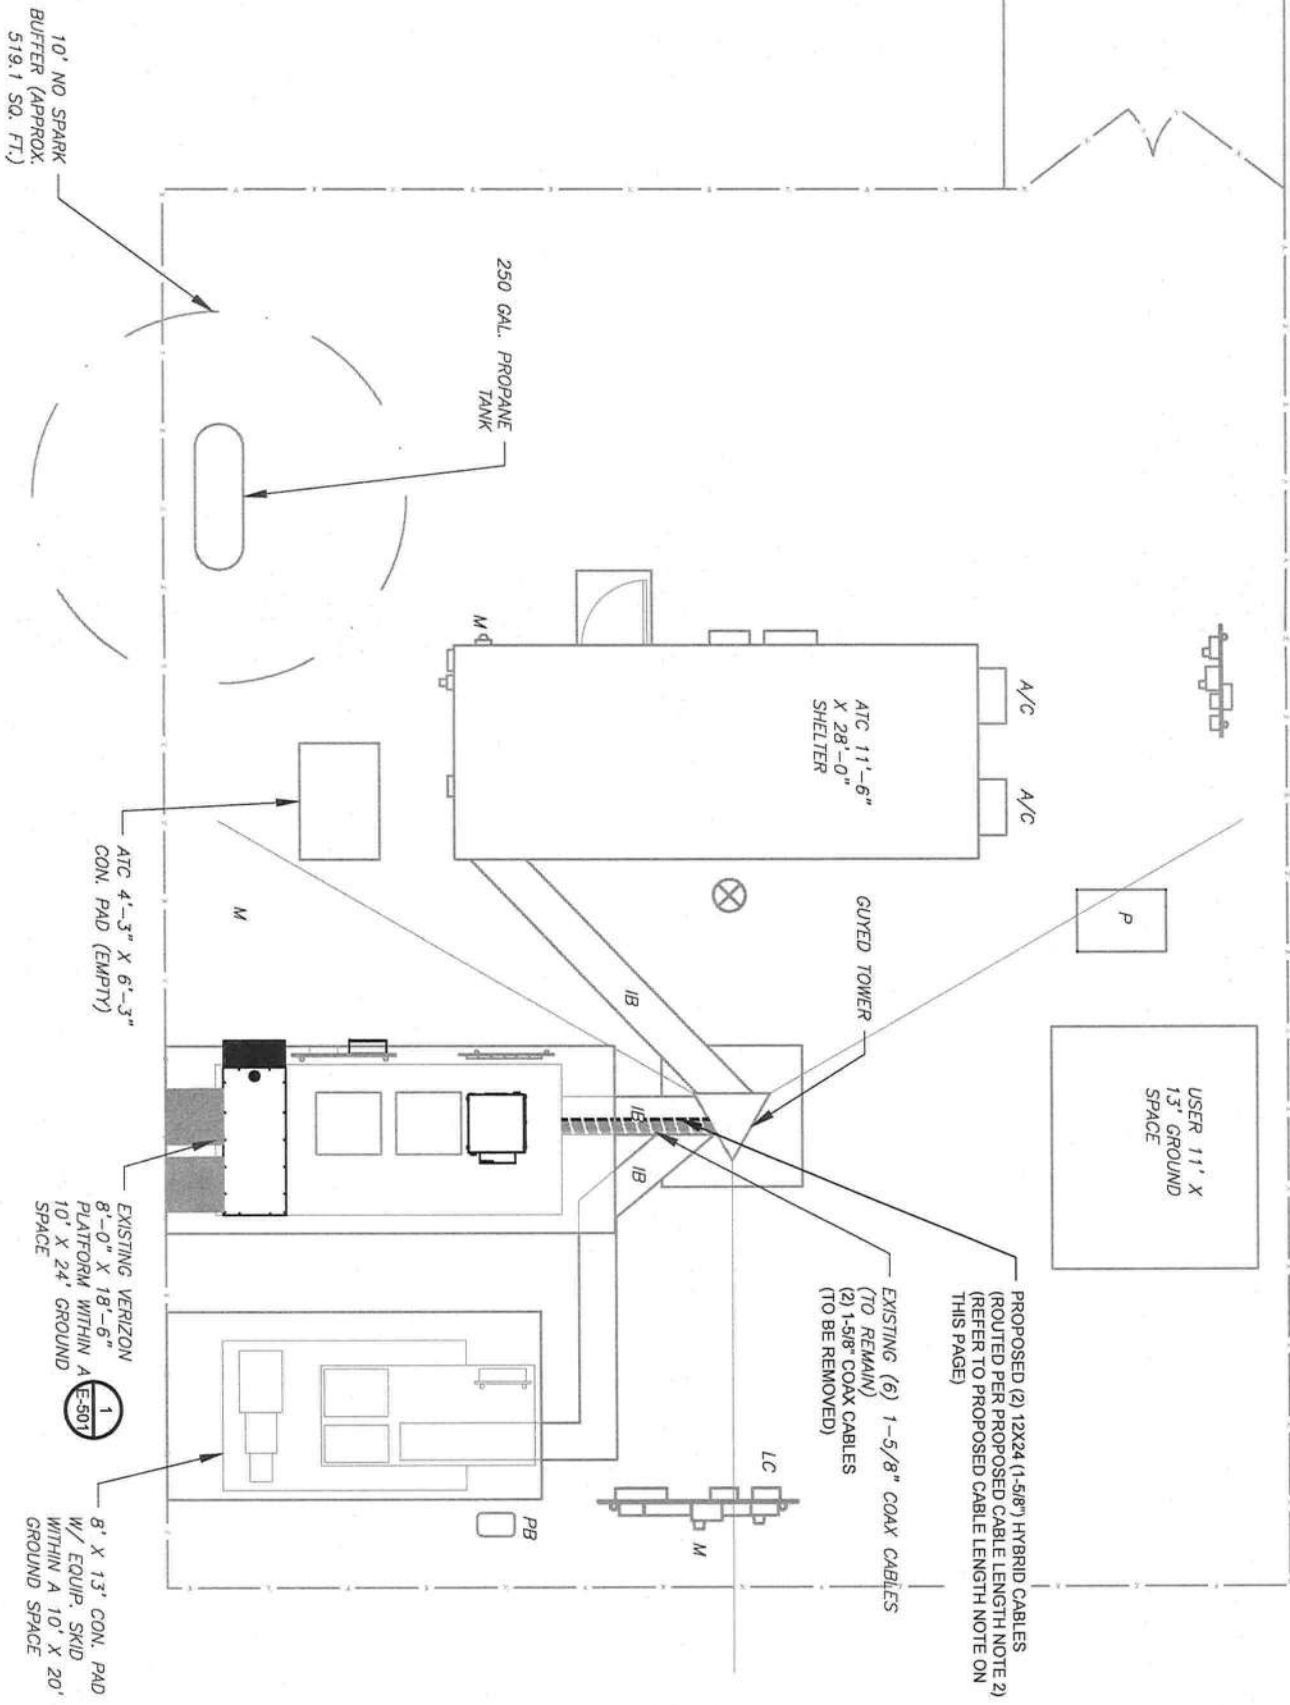 10' NO SPARK
BUFFER (APPROX.
519.1 SQ. FT.)
250 GAL. PROPANE
TANK
M
A/C
A/C
ATC 11'-6"
X 28'-0"
SHELTER
ATC 4'-3" X 6'-3"
CON. PAD (EMPTY)
M
GUYED TOWER
P
USER 11' X
13' GROUND
SPACE
IB
IB
IB
PROPOSED (2) 12X24 (1-5/8") HYBRID CABLES
(ROUTED PER PROPOSED CABLE LENGTH NOTE 2)
(REFER TO PROPOSED CABLE LENGTH NOTE ON
THIS PAGE)
EXISTING (6) 1-5/8" COAX CABLES
(TO REMAIN)
(2) 1-5/8" COAX CABLES
(TO BE REMOVED)
EXISTING VERIZON
8'-0" X 18'-6"
PLATFORM WITHIN A
10' X 24' GROUND
SPACE
1
E-501
LC
M
PB
8' X 13' CON. PAD
W/ EQUIP. SKID
WITHIN A 10' X 20'
GROUND SPACE